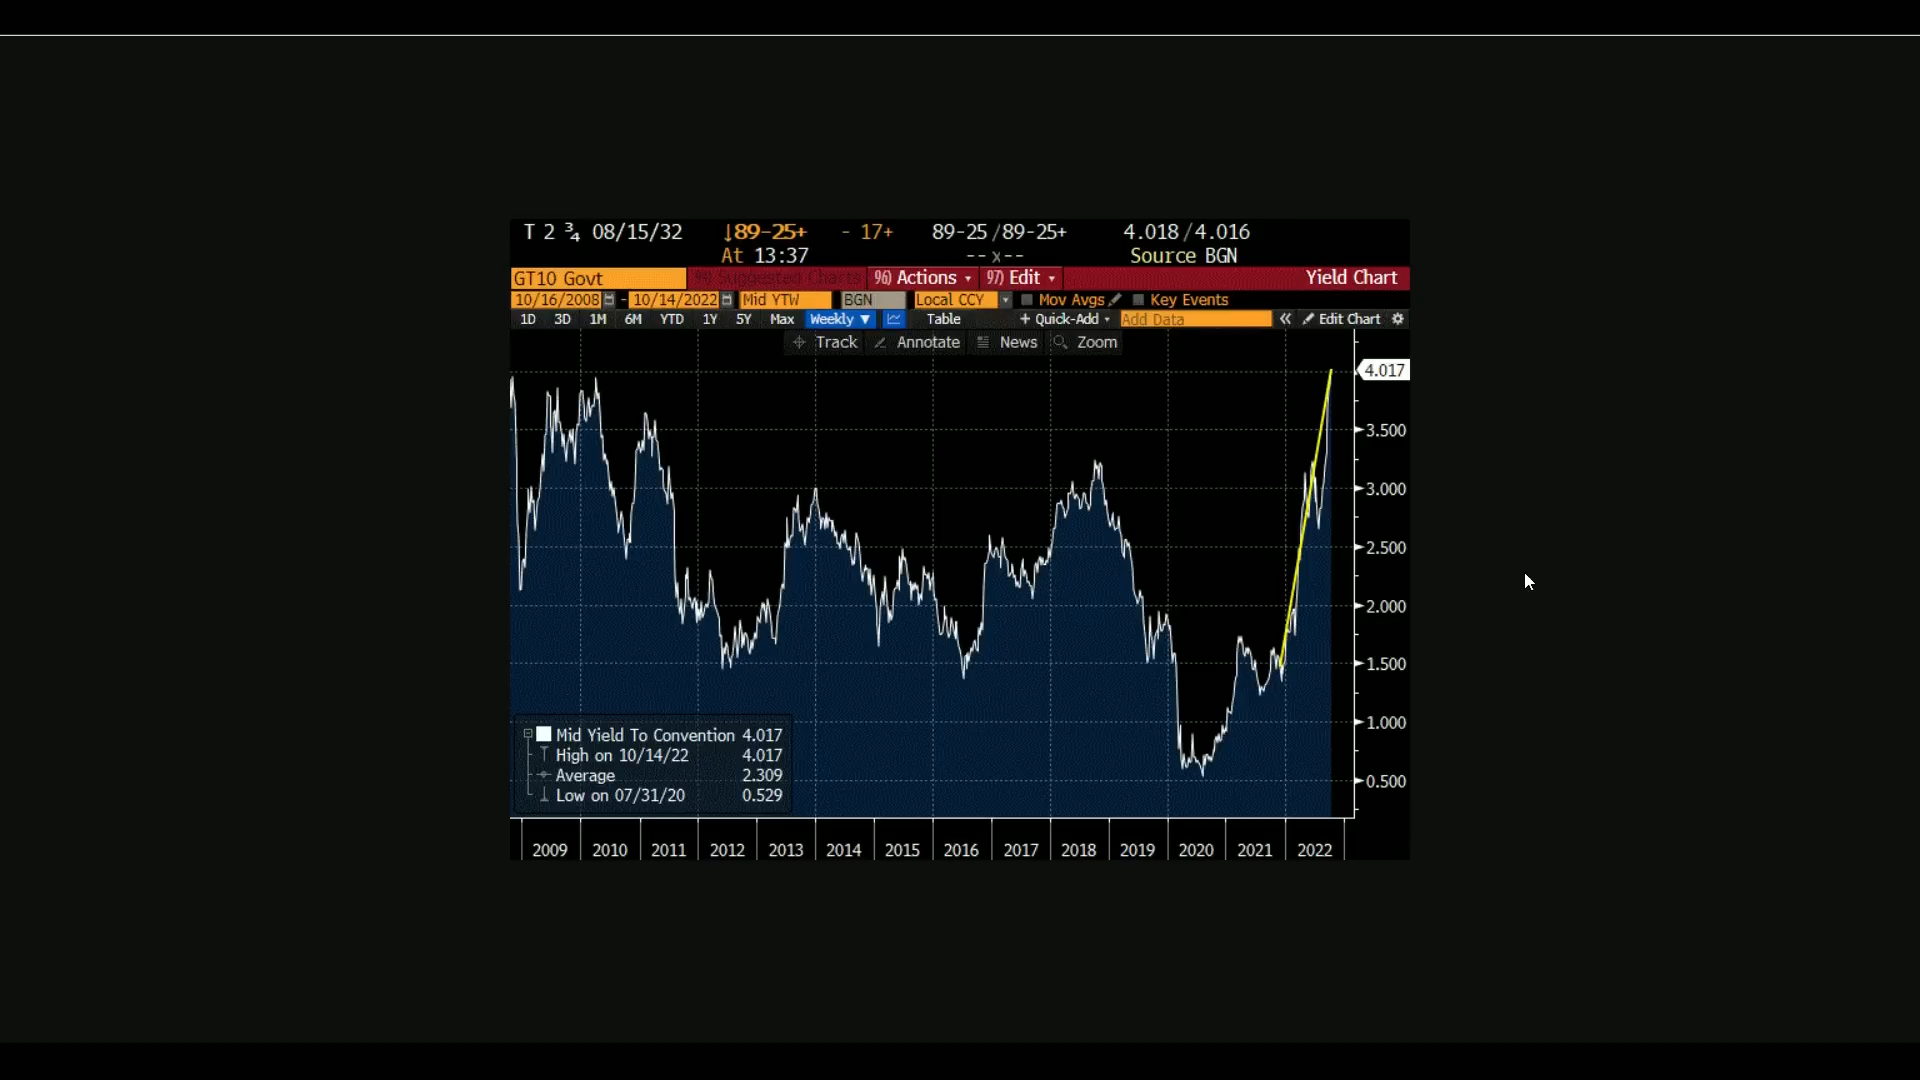 T 2 ¾ 08/15/32 ↓89-25+ - 17+ 89-25/89-25+ 4.018/4.016
At 13:37 --x-- Source BGN
GT10 Govt 94) Suggested Charts 96) Actions 97) Edit Yield Chart
10/16/2008 - 10/14/2022 Mid YTW BGN Local CCY Mov Avgs Key Events
1D 3D 1M 6M YTD 1Y 5Y Max Weekly ▼ Table + Quick-Add Add Data « Edit Chart
Track Annotate News Zoom
4.017
3.500
3.000
2.500
2.000
1.500
1.000
0.500
Mid Yield To Convention 4.017
High on 10/14/22 4.017
Average 2.309
Low on 07/31/20 0.529
2009 2010 2011 2012 2013 2014 2015 2016 2017 2018 2019 2020 2021 2022